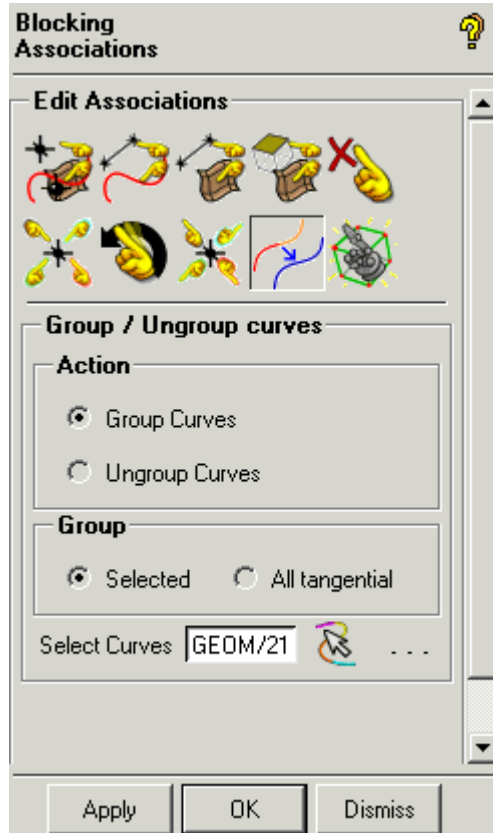 Blocking
Associations
Edit Associations
Group / Ungroup curves
Action
Group Curves
Ungroup Curves
Group
Selected All tangential
Select Curves GEOM/21 ...
Apply OK Dismiss